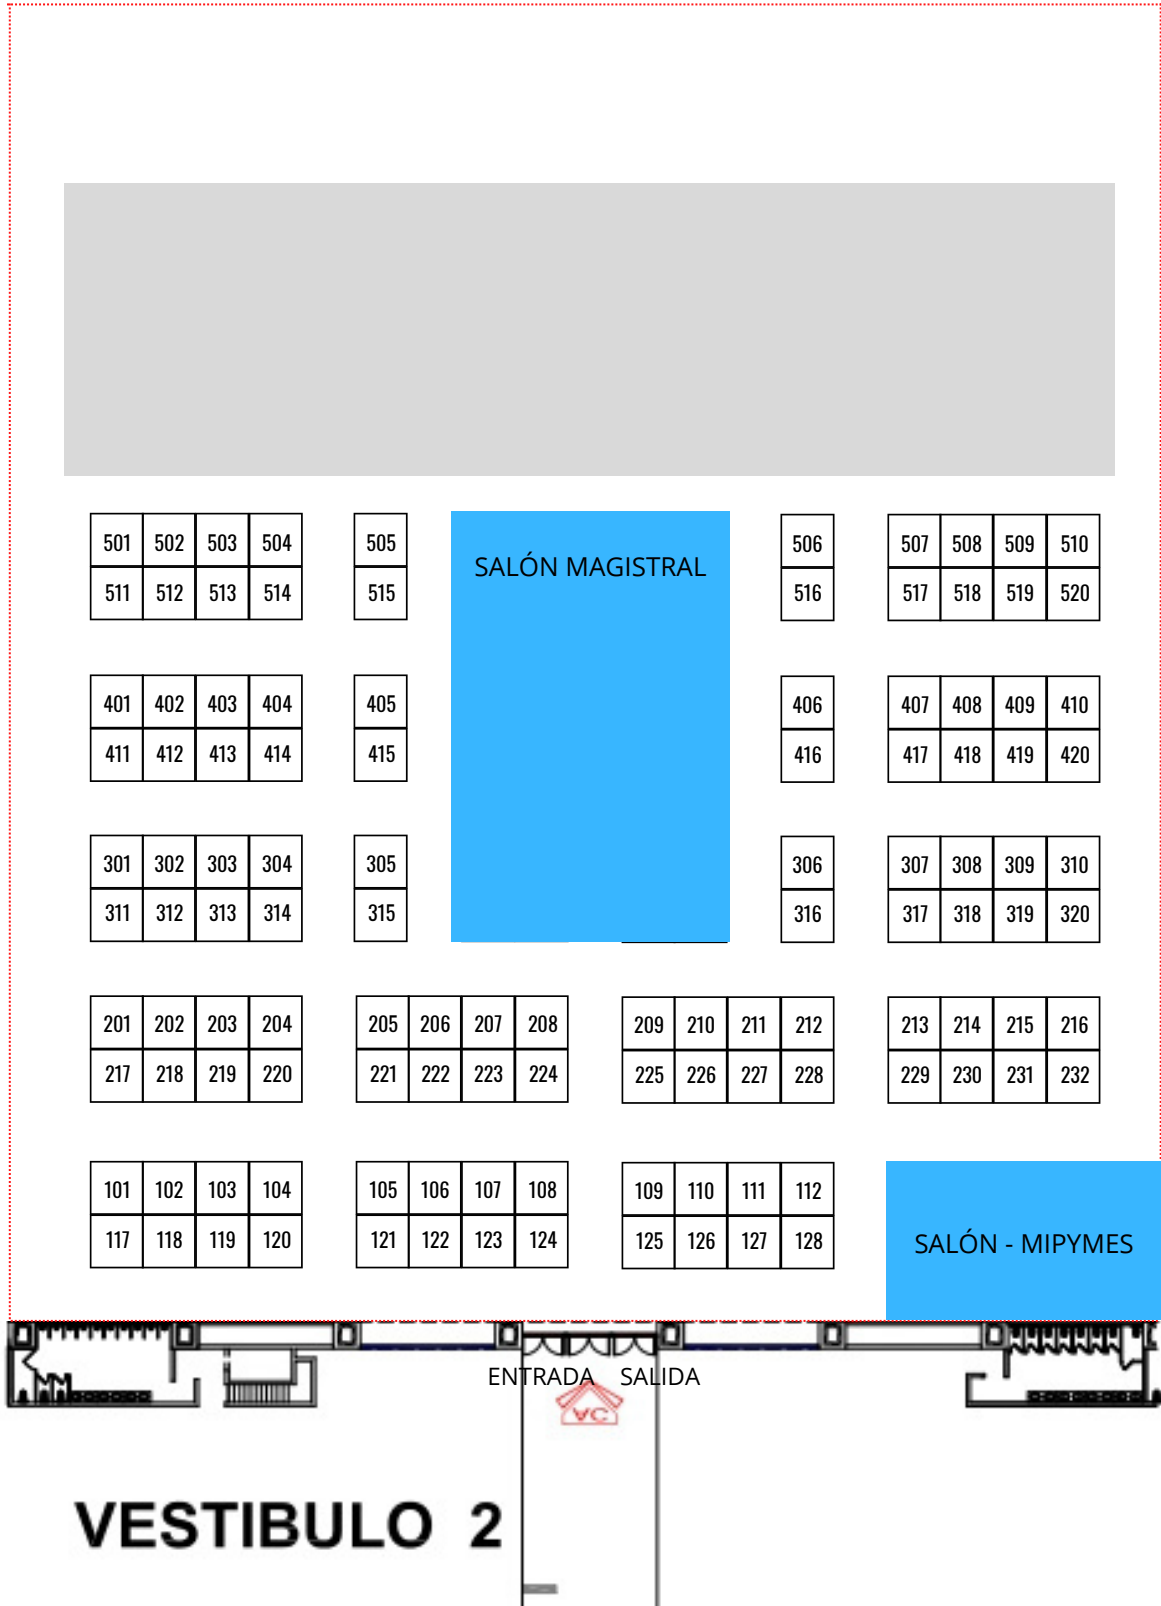 501 502 503 504 505 SALÓN MAGISTRAL 506 507 508 509 510
511 512 513 514 515 516 517 518 519 520
401 402 403 404 405 406 407 408 409 410
411 412 413 414 415 416 417 418 419 420
301 302 303 304 305 306 307 308 309 310
311 312 313 314 315 316 317 318 319 320
201 202 203 204 205 206 207 208 209 210 211 212 213 214 215 216
217 218 219 220 221 222 223 224 225 226 227 228 229 230 231 232
101 102 103 104 105 106 107 108 109 110 111 112
117 118 119 120 121 122 123 124 125 126 127 128 SALÓN - MIPYMES
ENTRADA SALIDA
VESTIBULO 2